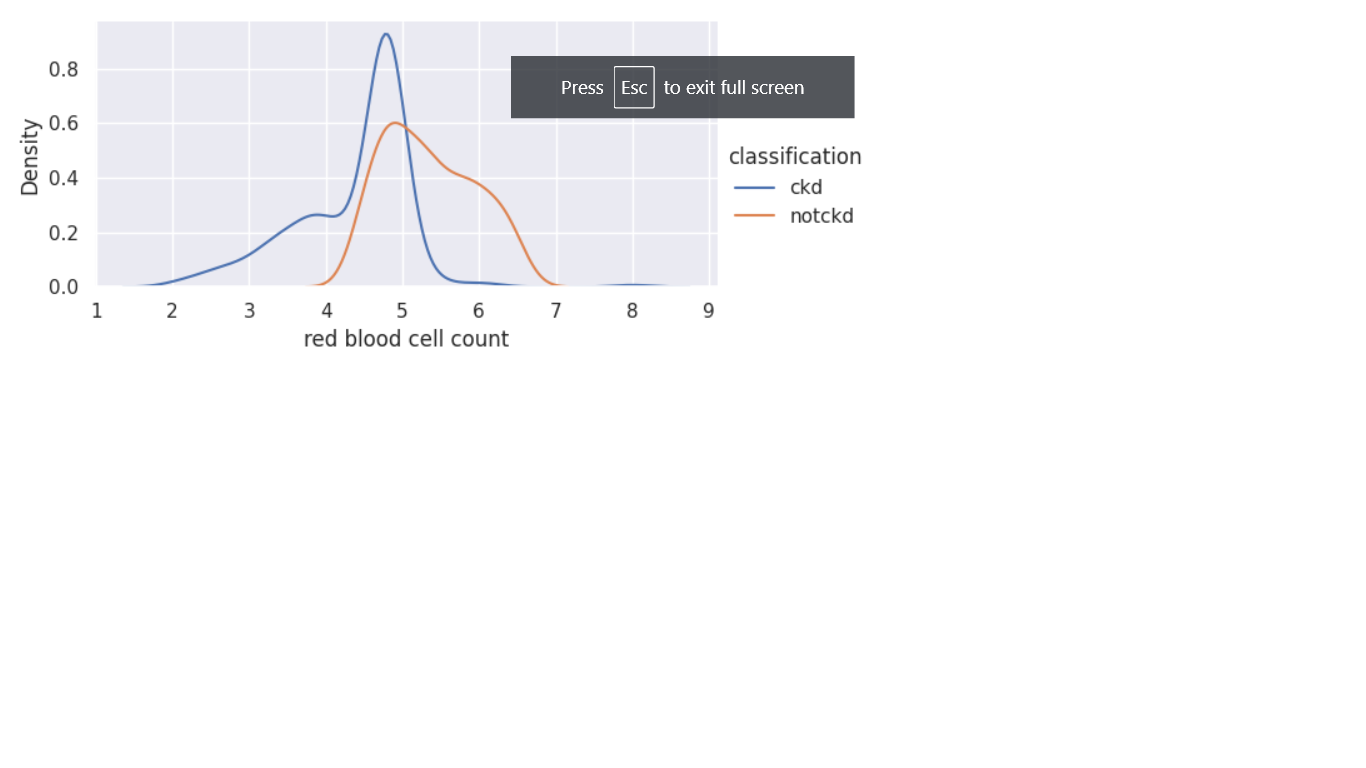 0.8
0.6
0.4
0.2
0.0
Density
1 2 3 4 5 6 7 8 9
red blood cell count
Press Esc to exit full screen
classification
ckd
notckd